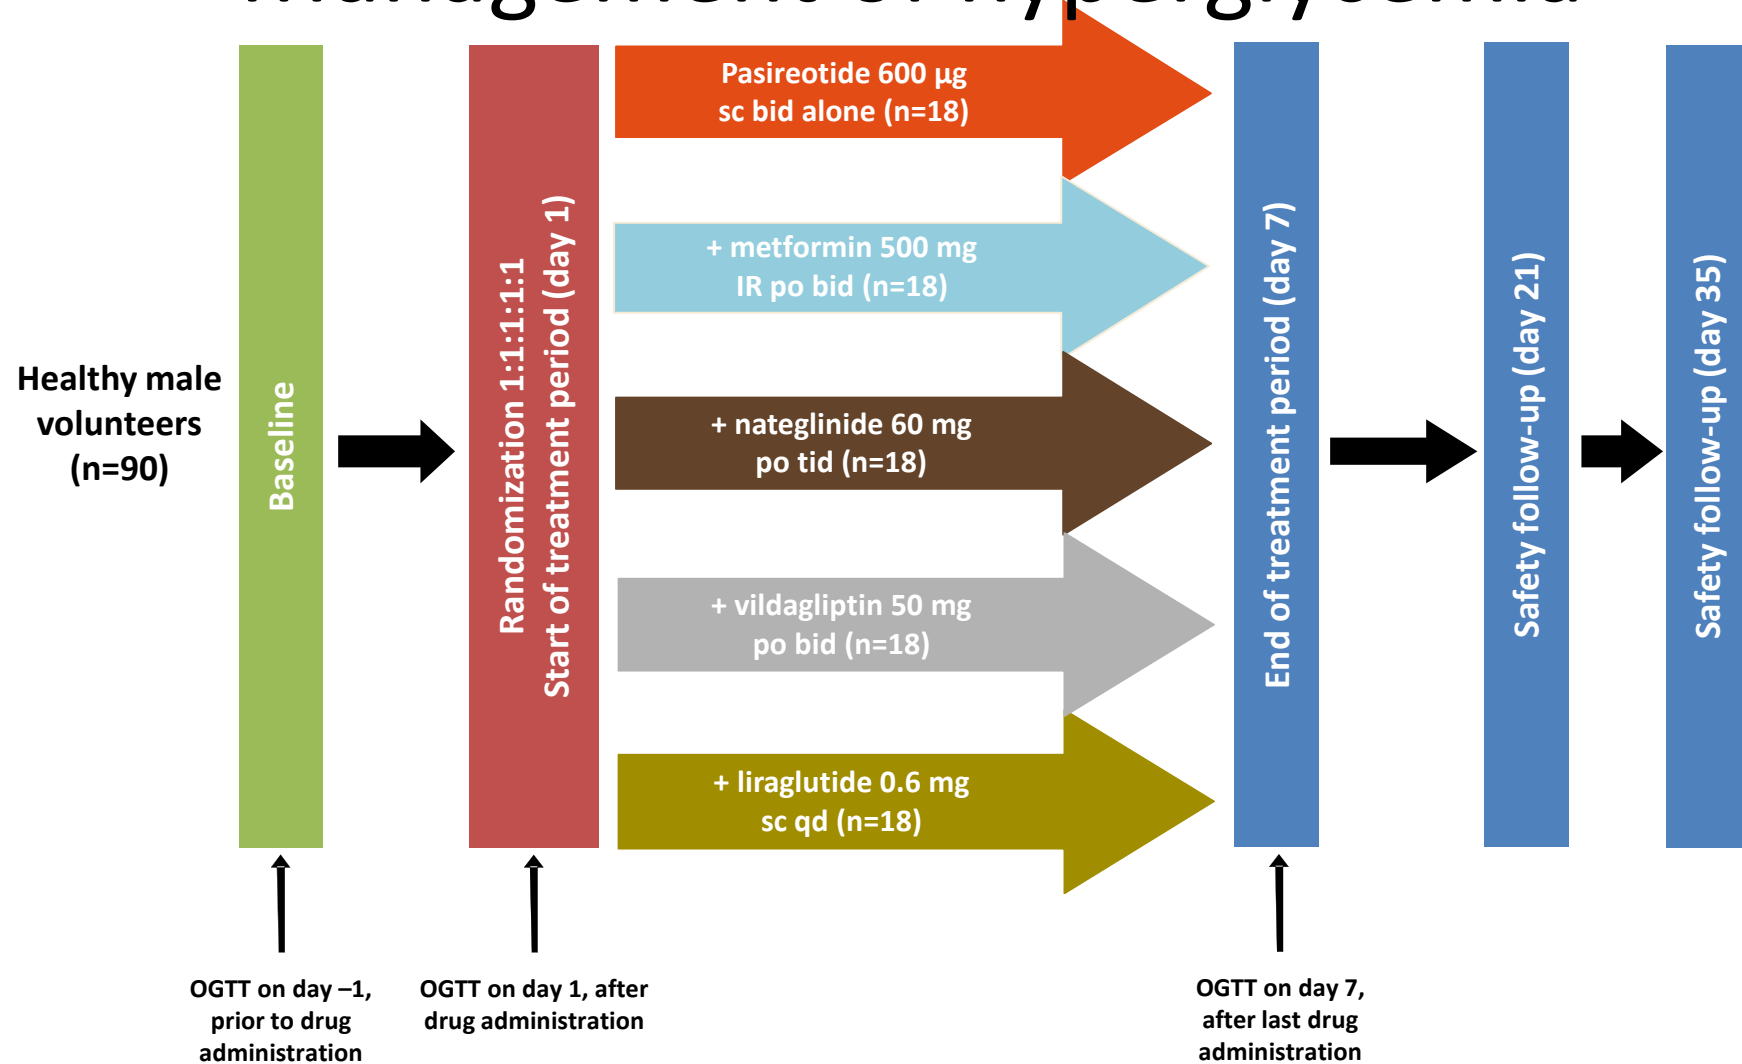 management of hyperglycemia
Pasireotide 600 µg
sc bid alone (n=18)
+ metformin 500 mg
IR po bid (n=18)
+ nateglinide 60 mg
po tid (n=18)
+ vildagliptin 50 mg
po bid (n=18)
+ liraglutide 0.6 mg
sc qd (n=18)
Healthy male
volunteers
(n=90)
Baseline
Randomization 1:1:1:1:1
Start of treatment period (day 1)
End of treatment period (day 7)
Safety follow-up (day 21)
Safety follow-up (day 35)
OGTT on day –1,
prior to drug
administration
OGTT on day 1, after
drug administration
OGTT on day 7,
after last drug
administration